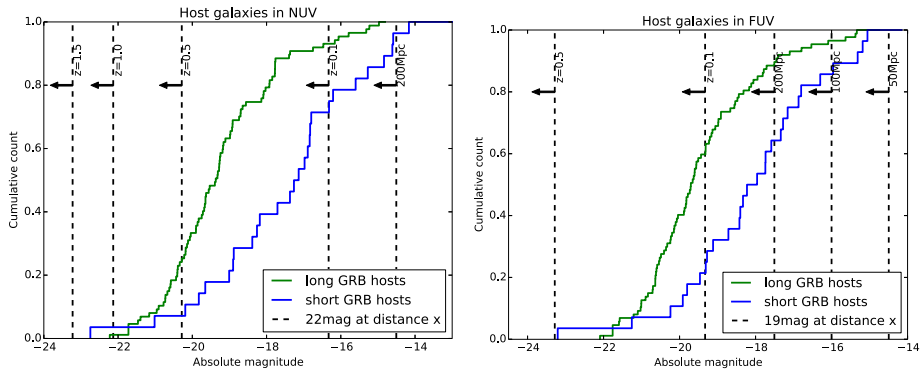 Host galaxies in NUV
1.0
0.8
0.6
0.4
0.2
0.0
Cumulative count
z=1.5
z=1.0
z=0.5
z=0.1
200Mpc
long GRB hosts
short GRB hosts
22mag at distance x
−24
−22
−20
−18
−16
−14
Absolute magnitude
Host galaxies in FUV
1.0
0.8
0.6
0.4
0.2
0.0
Cumulative count
z=0.5
z=0.1
200Mpc
100Mpc
50Mpc
long GRB hosts
short GRB hosts
19mag at distance x
−24
−22
−20
−18
−16
−14
Absolute magnitude